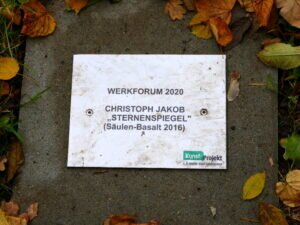 WERKFORUM 2020
CHRISTOPH JAKOB
„STERNENSPIEGEL"
(Säulen-Basalt 2016)
Kunst Projekt